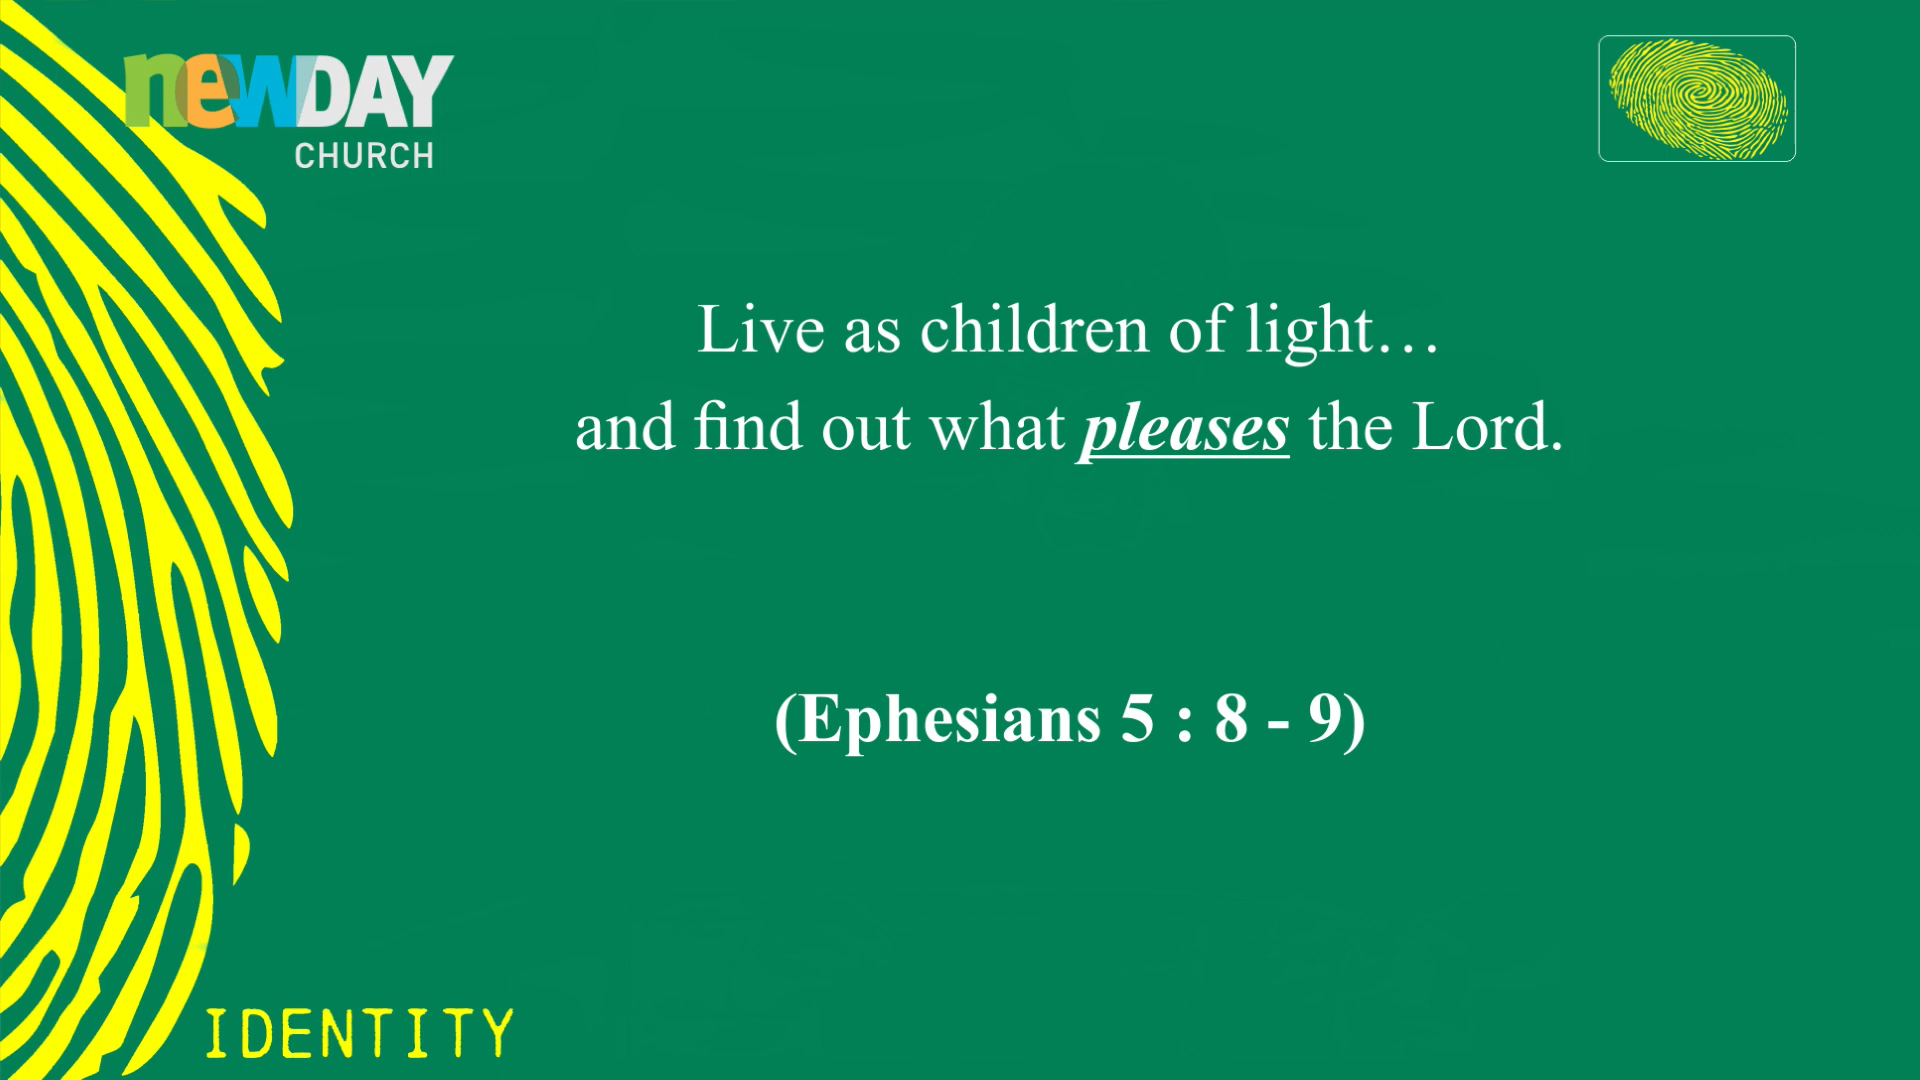 newDAY
CHURCH
Live as children of light…
and find out what pleases the Lord.
(Ephesians 5 : 8 - 9)
IDENTITY